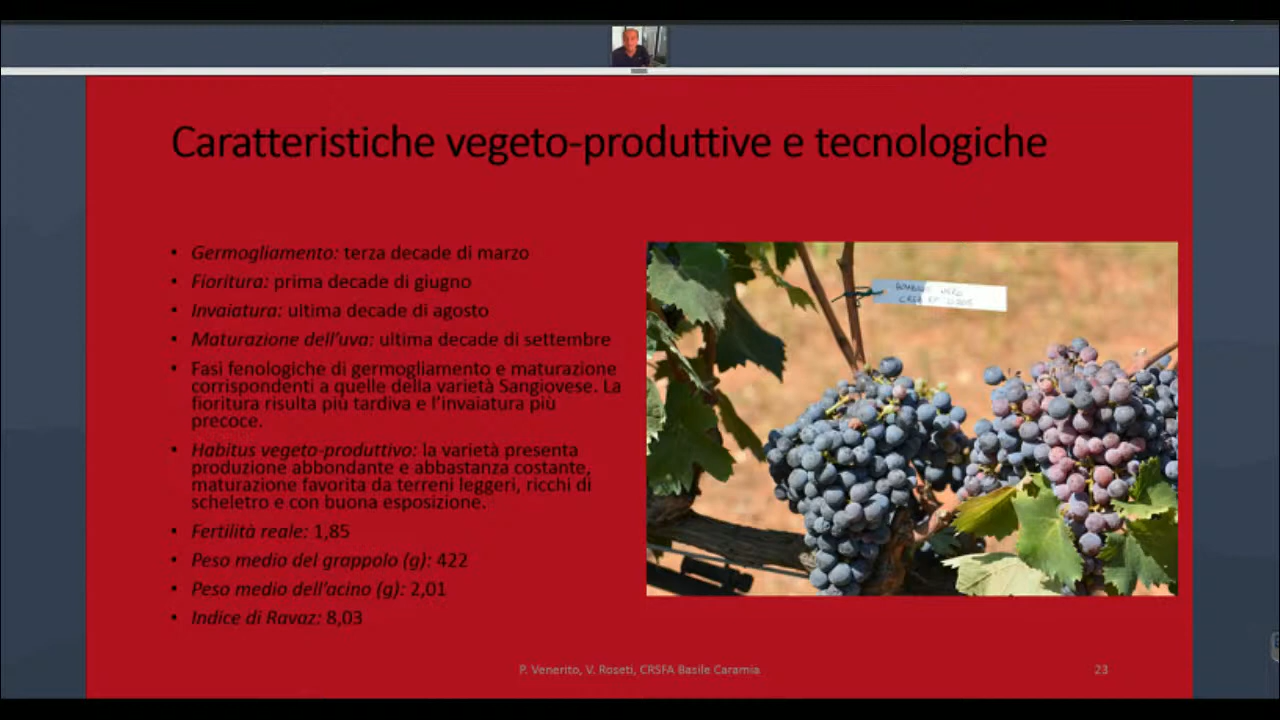 Caratteristiche vegeto-produttive e tecnologiche
• Germogliamento: terza decade di marzo
• Fioritura: prima decade di giugno
• Invaiatura: ultima decade di agosto
• Maturazione dell'uva: ultima decade di settembre
• Fasi fenologiche di germogliamento e maturazione
corrispondenti a quelle della varietà Sangiovese. La
fioritura risulta più tardiva e l'invaiatura più
precoce.
• Habitus vegeto-produttivo: la varietà presenta
produzione abbondante e abbastanza costante,
maturazione favorita da terreni leggeri, ricchi di
scheletro e con buona esposizione.
• Fertilità reale: 1,85
• Peso medio del grappolo (g): 422
• Peso medio dell'acino (g): 2,01
• Indice di Ravaz: 8,03
P. Venerito, V. Roseti, CRSFA Basile Caramia
23